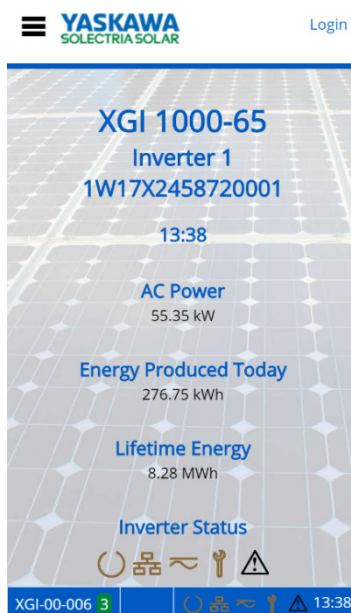 YASKAWA
SOLECTRIA SOLAR
Login
XGI 1000-65
Inverter 1
1W17X2458720001
13:38
AC Power
55.35 kW
Energy Produced Today
276.75 kWh
Lifetime Energy
8.28 MWh
Inverter Status
XGI-00-006 3 13:38